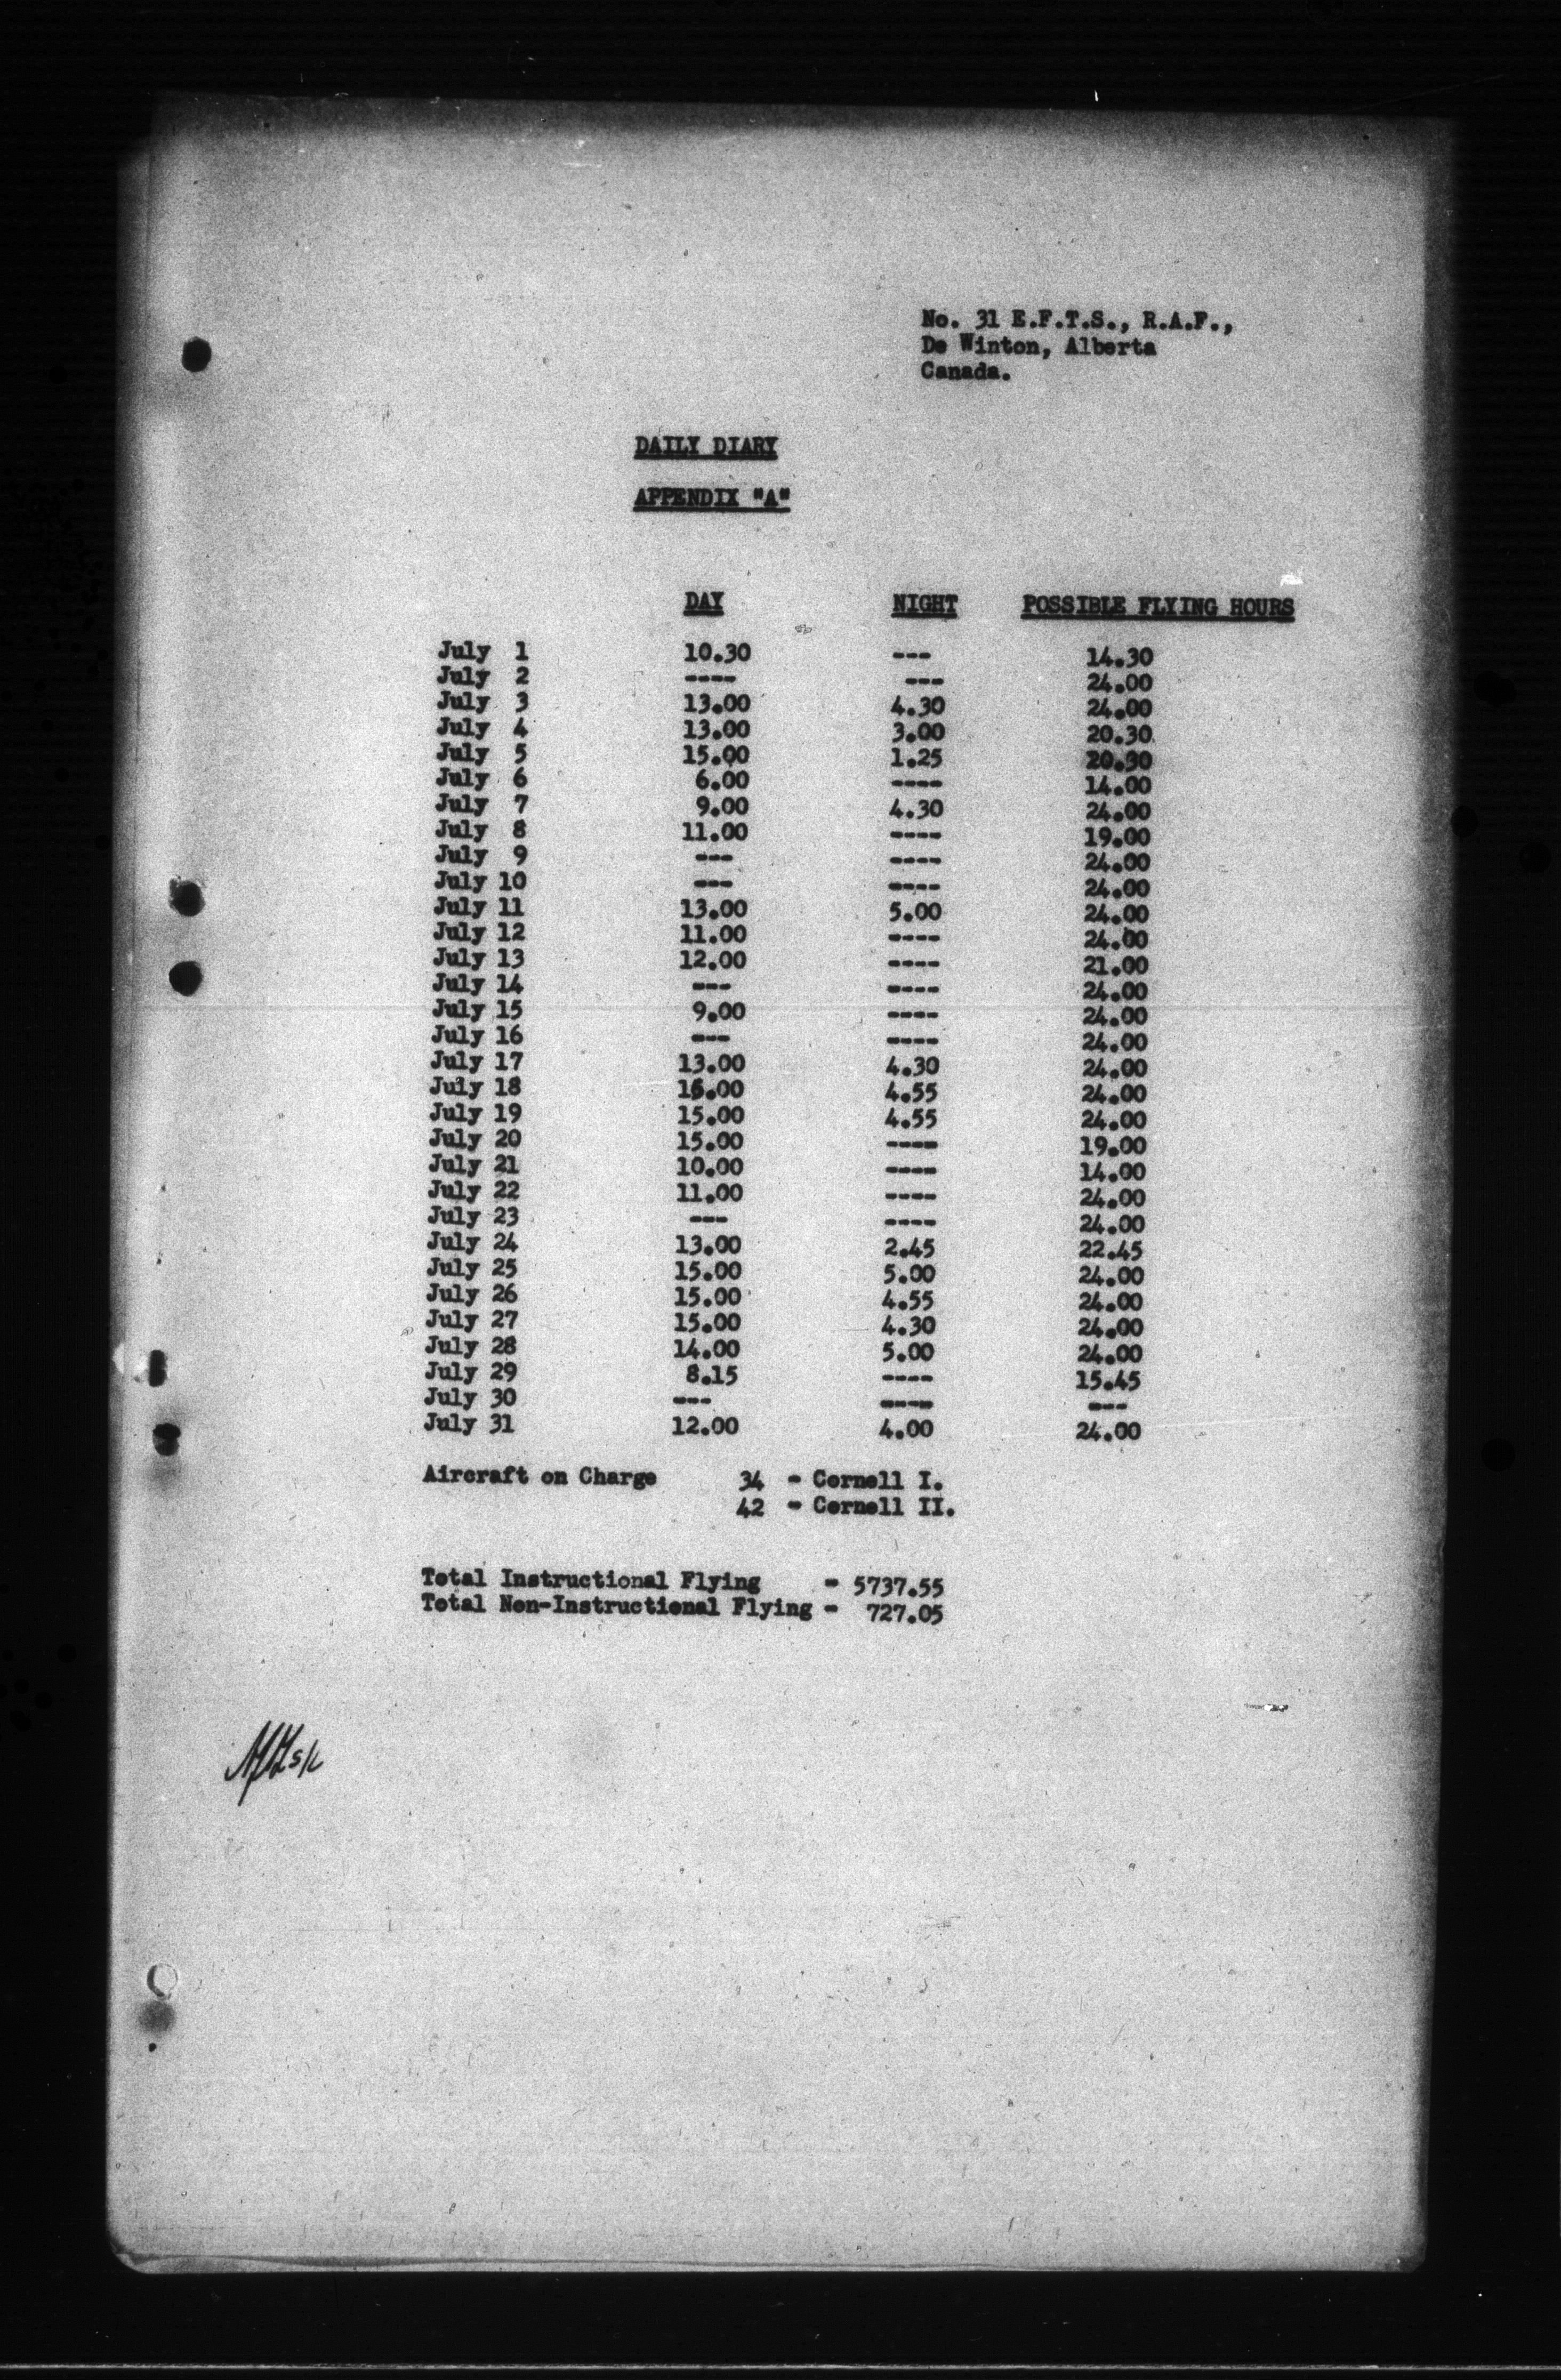 No. 31 E.F.T.S., R.A.F.,
De Winton, Alberta
Canada.
DAILY DIARY
APPENDIX "A"
DAY NIGHT POSSIBLE FLYING HOURS
July 1 10.30 --- 14.30
July 2 ---- --- 24.00
July 3 13.00 4.30 24.00
July 4 13.00 3.00 20.30
July 5 15.00 1.25 20.30
July 6 6.00 ---- 14.00
July 7 9.00 4.30 24.00
July 8 11.00 ---- 19.00
July 9 --- ---- 24.00
July 10 --- ---- 24.00
July 11 13.00 5.00 24.00
July 12 11.00 ---- 24.00
July 13 12.00 ---- 21.00
July 14 --- ---- 24.00
July 15 9.00 ---- 24.00
July 16 --- ---- 24.00
July 17 13.00 4.30 24.00
July 18 16.00 4.55 24.00
July 19 15.00 4.55 24.00
July 20 15.00 ---- 19.00
July 21 10.00 ---- 14.00
July 22 11.00 ---- 24.00
July 23 --- ---- 24.00
July 24 13.00 2.45 22.45
July 25 15.00 5.00 24.00
July 26 15.00 4.55 24.00
July 27 15.00 4.30 24.00
July 28 14.00 5.00 24.00
July 29 8.15 ---- 15.45
July 30 --- ---- ---
July 31 12.00 4.00 24.00
Aircraft on Charge 34 - Cornell I.
42 - Cornell II.
Total Instructional Flying - 5737.55
Total Non-Instructional Flying - 727.05